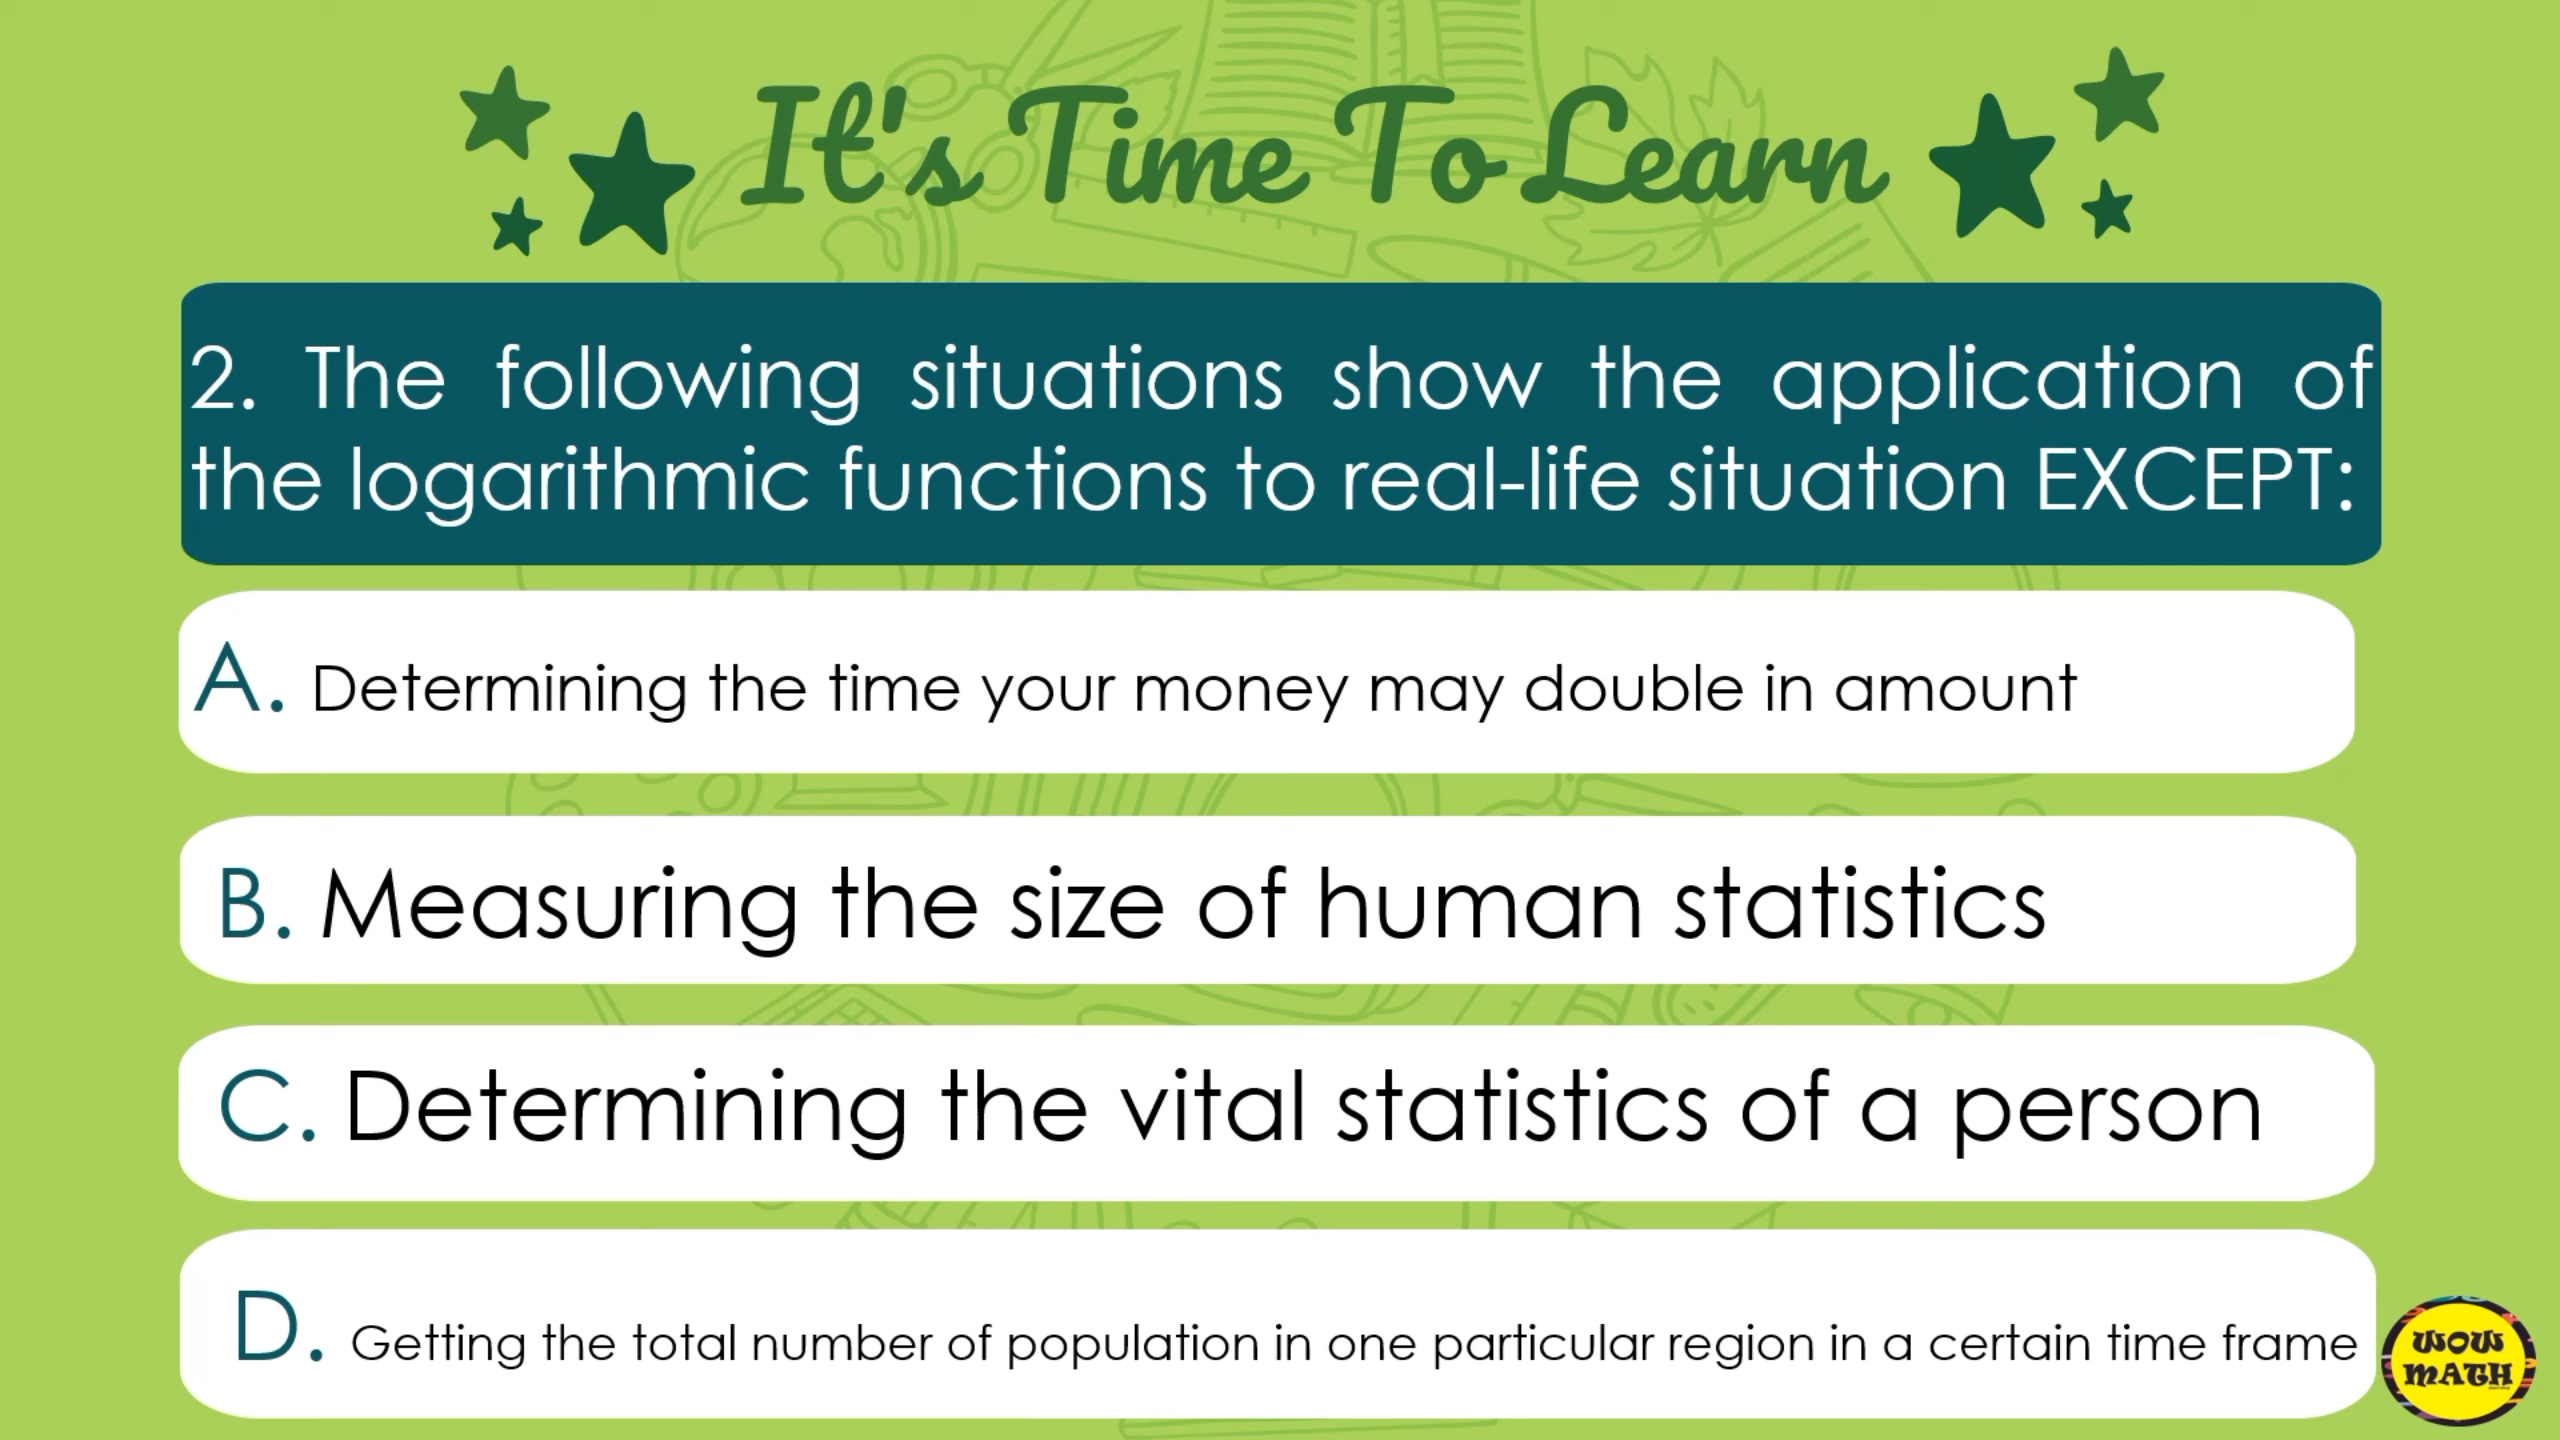 It's Time To Learn
2. The following situations show the application of
the logarithmic functions to real-life situation EXCEPT:
A. Determining the time your money may double in amount
B. Measuring the size of human statistics
C. Determining the vital statistics of a person
D. Getting the total number of population in one particular region in a certain time frame
WOW
MATH